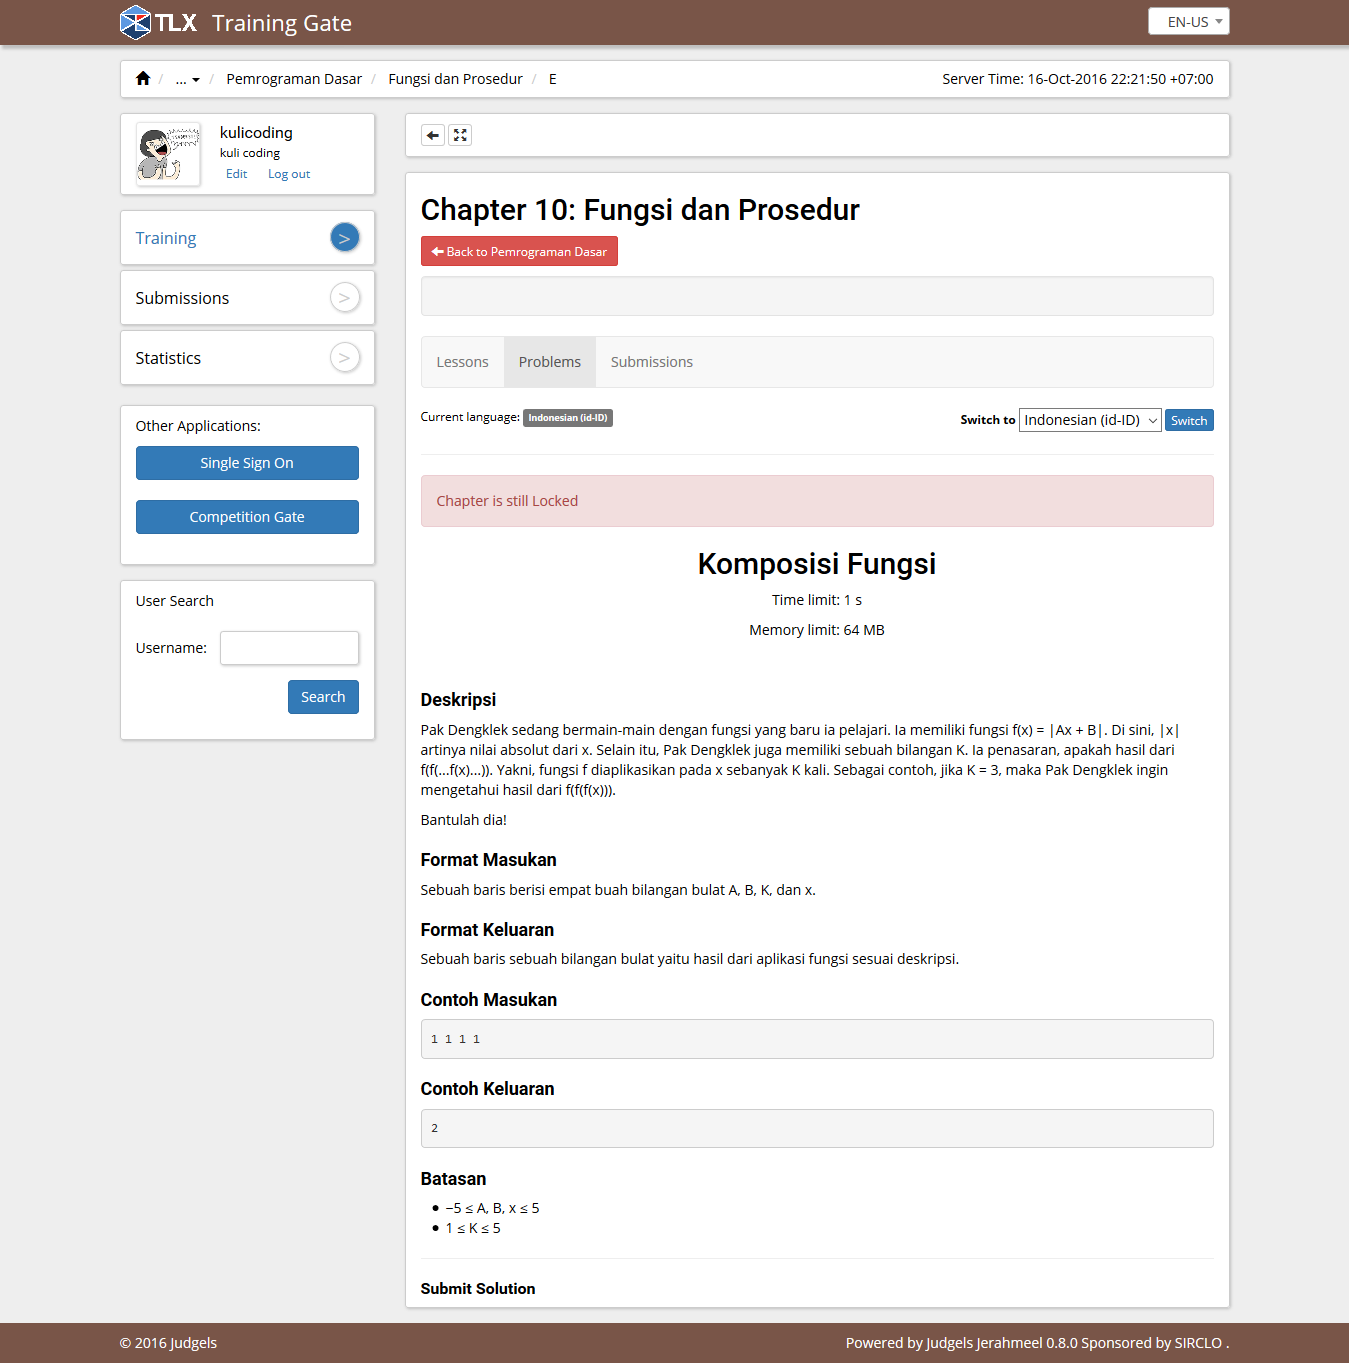 TLX Training Gate
EN-US
/ ... / Pemrograman Dasar / Fungsi dan Prosedur / E
Server Time: 16-Oct-2016 22:21:50 +07:00
kulicoding
kuli coding
Edit Log out
Training >
Submissions >
Statistics >
Other Applications:
Single Sign On
Competition Gate
User Search
Username:
Search
Chapter 10: Fungsi dan Prosedur
Back to Pemrograman Dasar
Lessons Problems Submissions
Current language: Indonesian (id-ID)
Switch to Indonesian (id-ID) Switch
Chapter is still Locked
Komposisi Fungsi
Time limit: 1 s
Memory limit: 64 MB
Deskripsi
Pak Dengklek sedang bermain-main dengan fungsi yang baru ia pelajari. Ia memiliki fungsi f(x) = |Ax + B|. Di sini, |x|
artinya nilai absolut dari x. Selain itu, Pak Dengklek juga memiliki sebuah bilangan K. Ia penasaran, apakah hasil dari
f(f(...f(x)...)). Yakni, fungsi f diaplikasikan pada x sebanyak K kali. Sebagai contoh, jika K = 3, maka Pak Dengklek ingin
mengetahui hasil dari f(f(f(x))).
Bantulah dia!
Format Masukan
Sebuah baris berisi empat buah bilangan bulat A, B, K, dan x.
Format Keluaran
Sebuah baris sebuah bilangan bulat yaitu hasil dari aplikasi fungsi sesuai deskripsi.
Contoh Masukan
1 1 1 1
Contoh Keluaran
2
Batasan
• −5 ≤ A, B, x ≤ 5
• 1 ≤ K ≤ 5
Submit Solution
© 2016 Judgels
Powered by Judgels Jerahmeel 0.8.0 Sponsored by SIRCLO .